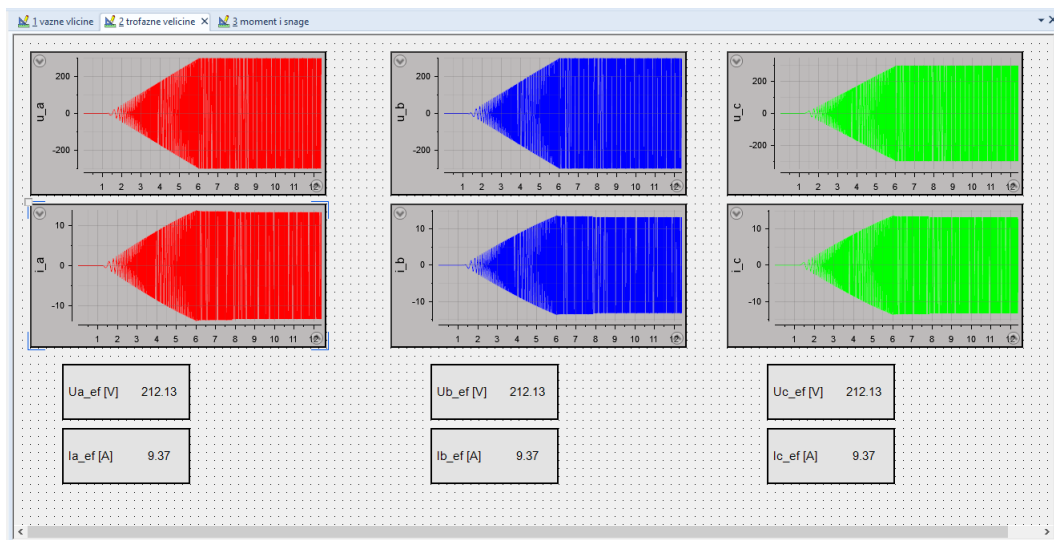 1 vazne vlicine 2 trofazne velicine 3 moment i snage
u_a 200 0 -200 1 2 3 4 5 6 7 8 9 10 11 12
u_b 200 0 -200 1 2 3 4 5 6 7 8 9 10 11 12
u_c 200 0 -200 1 2 3 4 5 6 7 8 9 10 11 12
i_a 10 0 -10 1 2 3 4 5 6 7 8 9 10 11 12
i_b 10 0 -10 1 2 3 4 5 6 7 8 9 10 11 12
i_c 10 0 -10 1 2 3 4 5 6 7 8 9 10 11 12
Ua_ef [V] 212.13
Ub_ef [V] 212.13
Uc_ef [V] 212.13
Ia_ef [A] 9.37
Ib_ef [A] 9.37
Ic_ef [A] 9.37